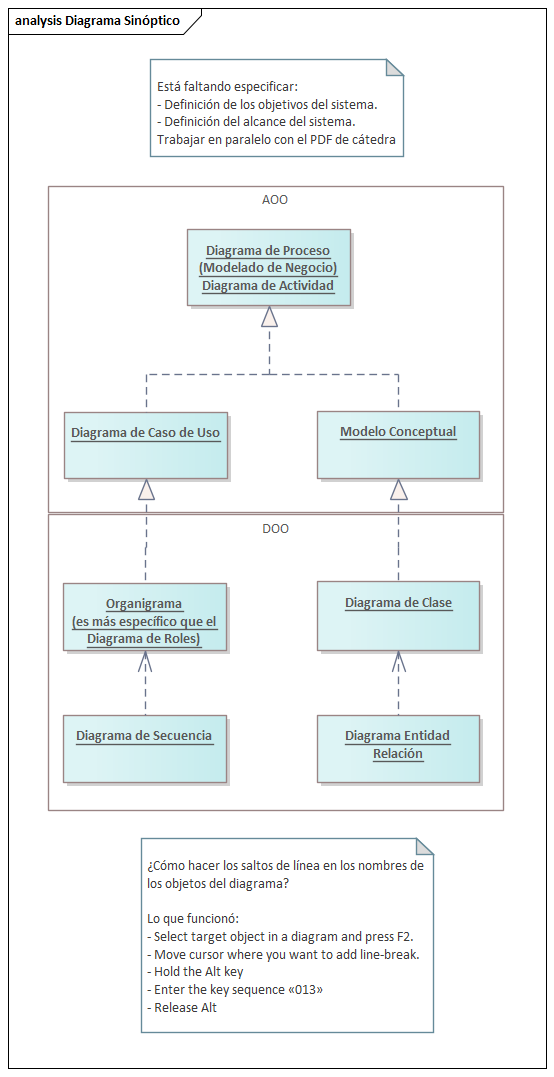 analysis Diagrama Sinóptico
Está faltando especificar:
- Definición de los objetivos del sistema.
- Definición del alcance del sistema.
Trabajar en paralelo con el PDF de cátedra
AOO
Diagrama de Proceso
(Modelado de Negocio)
Diagrama de Actividad
Diagrama de Caso de Uso
Modelo Conceptual
DOO
Organigrama
(es más específico que el
Diagrama de Roles)
Diagrama de Clase
Diagrama de Secuencia
Diagrama Entidad
Relación
¿Cómo hacer los saltos de línea en los nombres de
los objetos del diagrama?
Lo que funcionó:
- Select target object in a diagram and press F2.
- Move cursor where you want to add line-break.
- Hold the Alt key
- Enter the key sequence «013»
- Release Alt